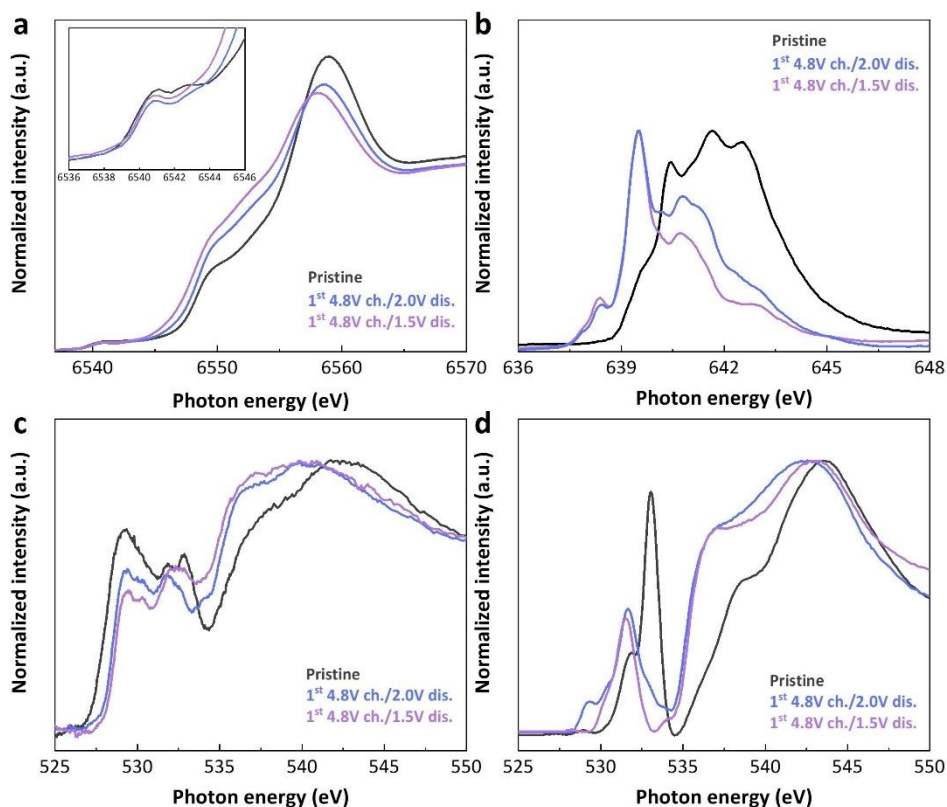 a
Normalized intensity (a.u.)
6536 6538 6540 6542 6544 6546
Pristine
1st 4.8V ch./2.0V dis.
1st 4.8V ch./1.5V dis.
6540 6550 6560 6570
Photon energy (eV)
b
Normalized intensity (a.u.)
Pristine
1st 4.8V ch./2.0V dis.
1st 4.8V ch./1.5V dis.
636 639 642 645 648
Photon energy (eV)
c
Normalized intensity (a.u.)
Pristine
1st 4.8V ch./2.0V dis.
1st 4.8V ch./1.5V dis.
525 530 535 540 545 550
Photon energy (eV)
d
Normalized intensity (a.u.)
Pristine
1st 4.8V ch./2.0V dis.
1st 4.8V ch./1.5V dis.
525 530 535 540 545 550
Photon energy (eV)